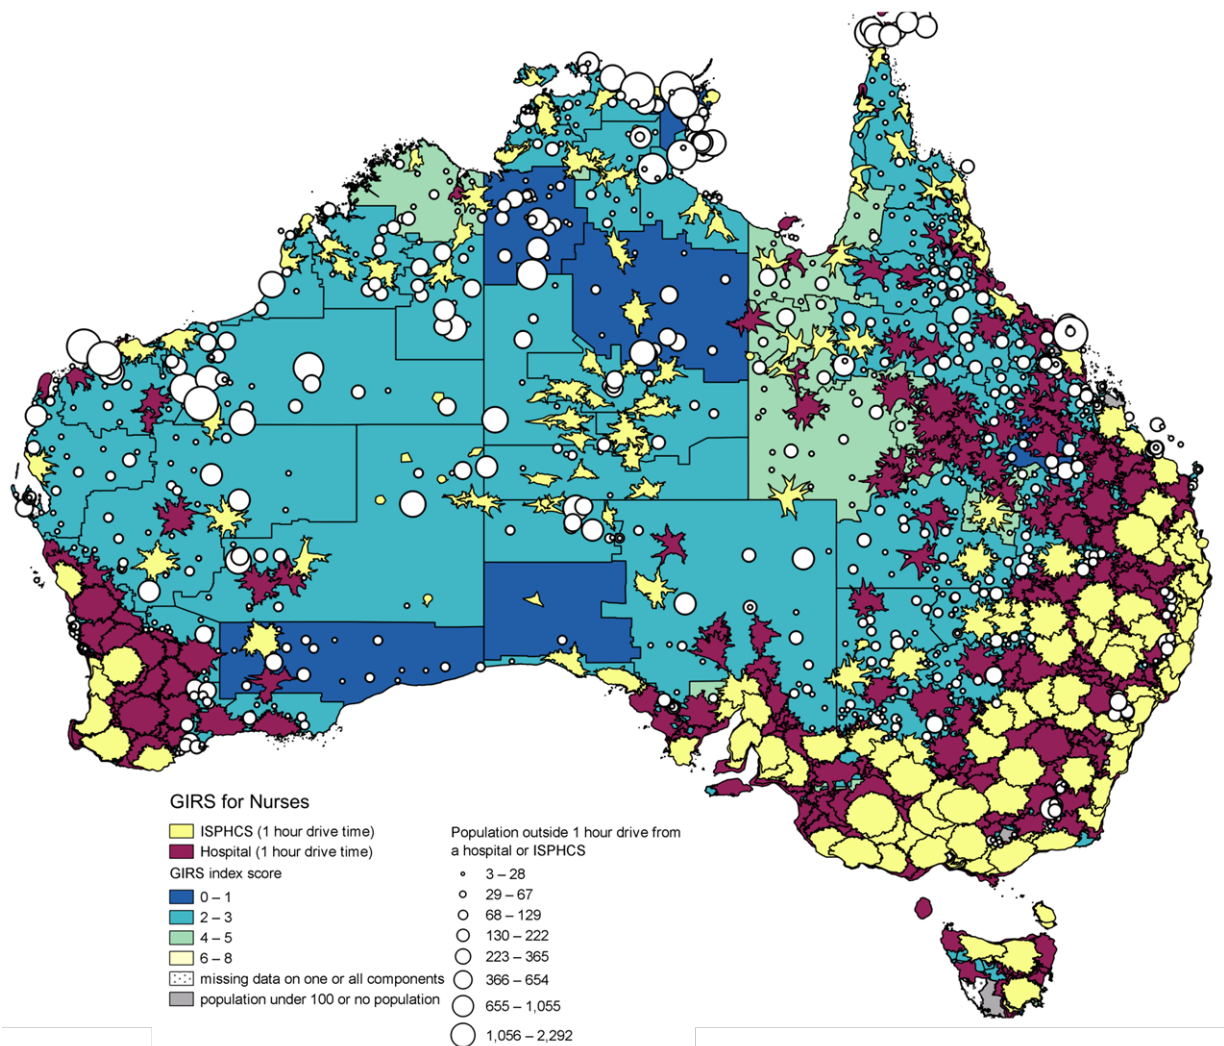 GIRS for Nurses
ISPHCS (1 hour drive time)
Hospital (1 hour drive time)
GIRS index score
0 – 1
2 – 3
4 – 5
6 – 8
missing data on one or all components
population under 100 or no population
Population outside 1 hour drive from
a hospital or ISPHCS
3 – 28
29 – 67
68 – 129
130 – 222
223 – 365
366 – 654
655 – 1,055
1,056 – 2,292